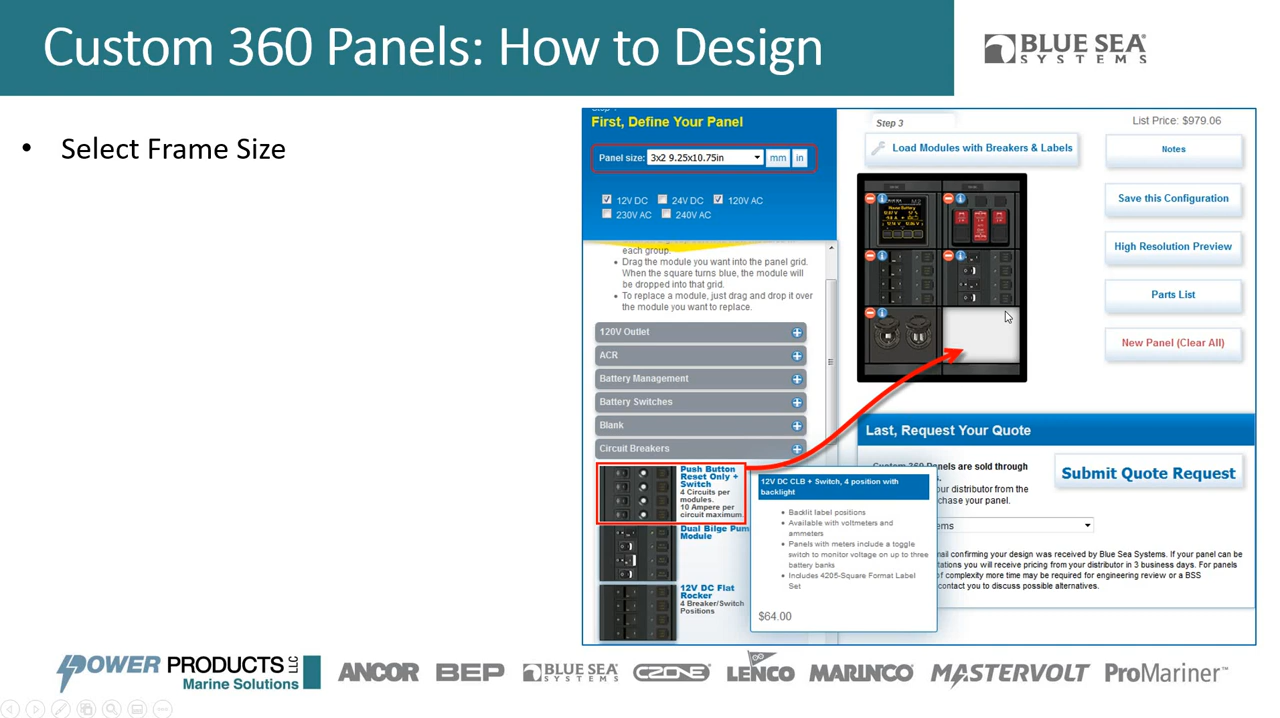 Custom 360 Panels: How to Design
BLUE SEA
SYSTEMS
• Select Frame Size
First, Define Your Panel
Panel size: 3x2 9.25x10.75in mm in
12V DC 24V DC 120V AC
230V AC 240V AC
each group.
• Drag the module you want into the panel grid.
When the square turns blue, the module will
be dropped into that grid.
• To replace a module, just drag and drop it over
the module you want to replace.
120V Outlet
ACR
Battery Management
Battery Switches
Blank
Circuit Breakers
Push Button
Reset Only +
Switch
4 Circuits per
modules.
10 Ampere per
circuit maximum.
Dual Bilge Pum
Module
12V DC Flat
Rocker
4 Breaker/Switch
Positions
Step 3
Load Modules with Breakers & Labels
List Price: $979.06
Notes
Save this Configuration
High Resolution Preview
Parts List
New Panel (Clear All)
Last, Request Your Quote
Custom 360 Panels are sold through
our distributor from the
chase your panel.
Submit Quote Request
ems
mail confirming your design was received by Blue Sea Systems. If your panel can be
tations you will receive pricing from your distributor in 3 business days. For panels
of complexity more time may be required for engineering review or a BSS
contact you to discuss possible alternatives.
12V DC CLB + Switch, 4 position with
backlight
• Backlit label positions
• Available with voltmeters and
ammeters
• Panels with meters include a toggle
switch to monitor voltage on up to three
battery banks
• Includes 4205-Square Format Label
Set
$64.00
POWER PRODUCTS LLC
Marine Solutions
ANCOR BEP BLUE SEA SYSTEMS CZONE LENCO MARINCO MASTERVOLT ProMariner™